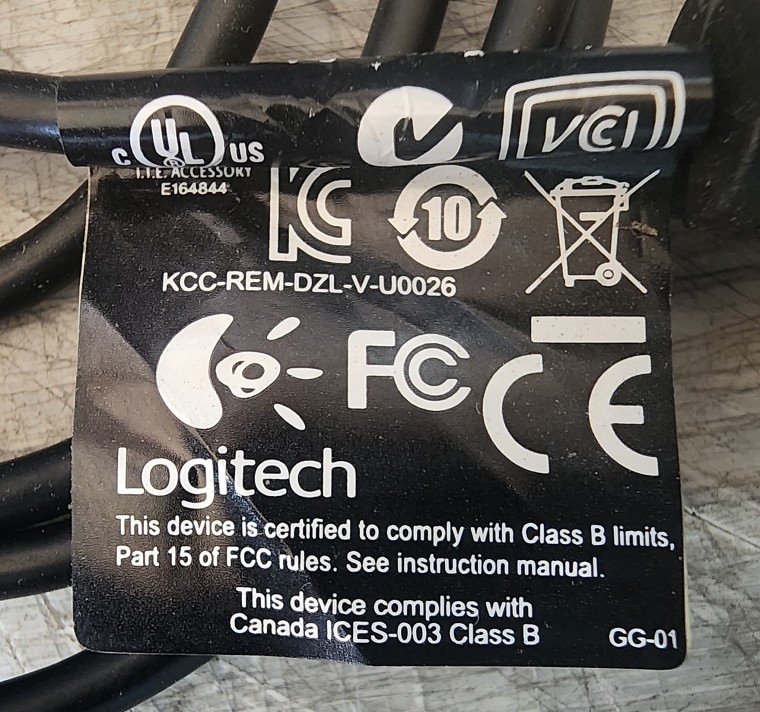 c UL US
®
I.T.E. ACCESSORY
E164844
VCCI
KC
10
KCC-REM-DZL-V-U0026
FC CE
Logitech
This device is certified to comply with Class B limits,
Part 15 of FCC rules. See instruction manual.
This device complies with
Canada ICES-003 Class B
GG-01